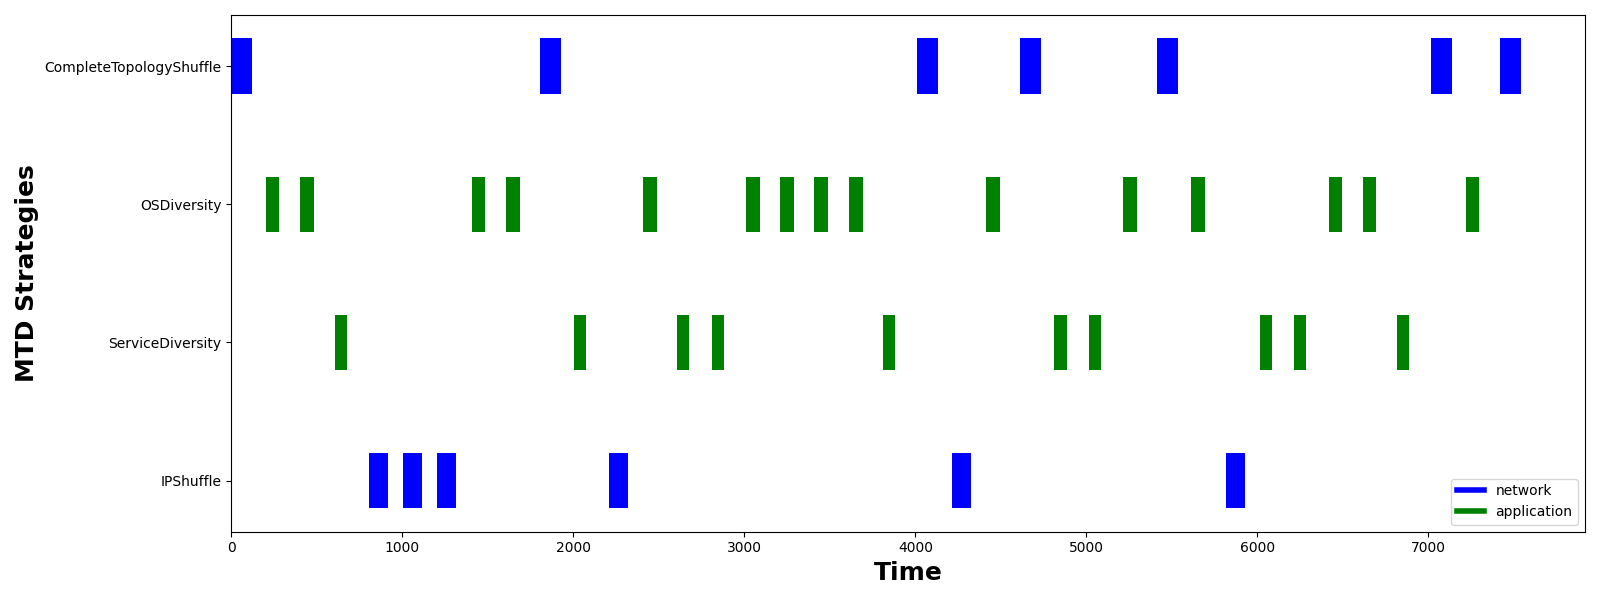 MTD Strategies
CompleteTopologyShuffle
OSDiversity
ServiceDiversity
IPShuffle
network
application
0 1000 2000 3000 4000 5000 6000 7000
Time